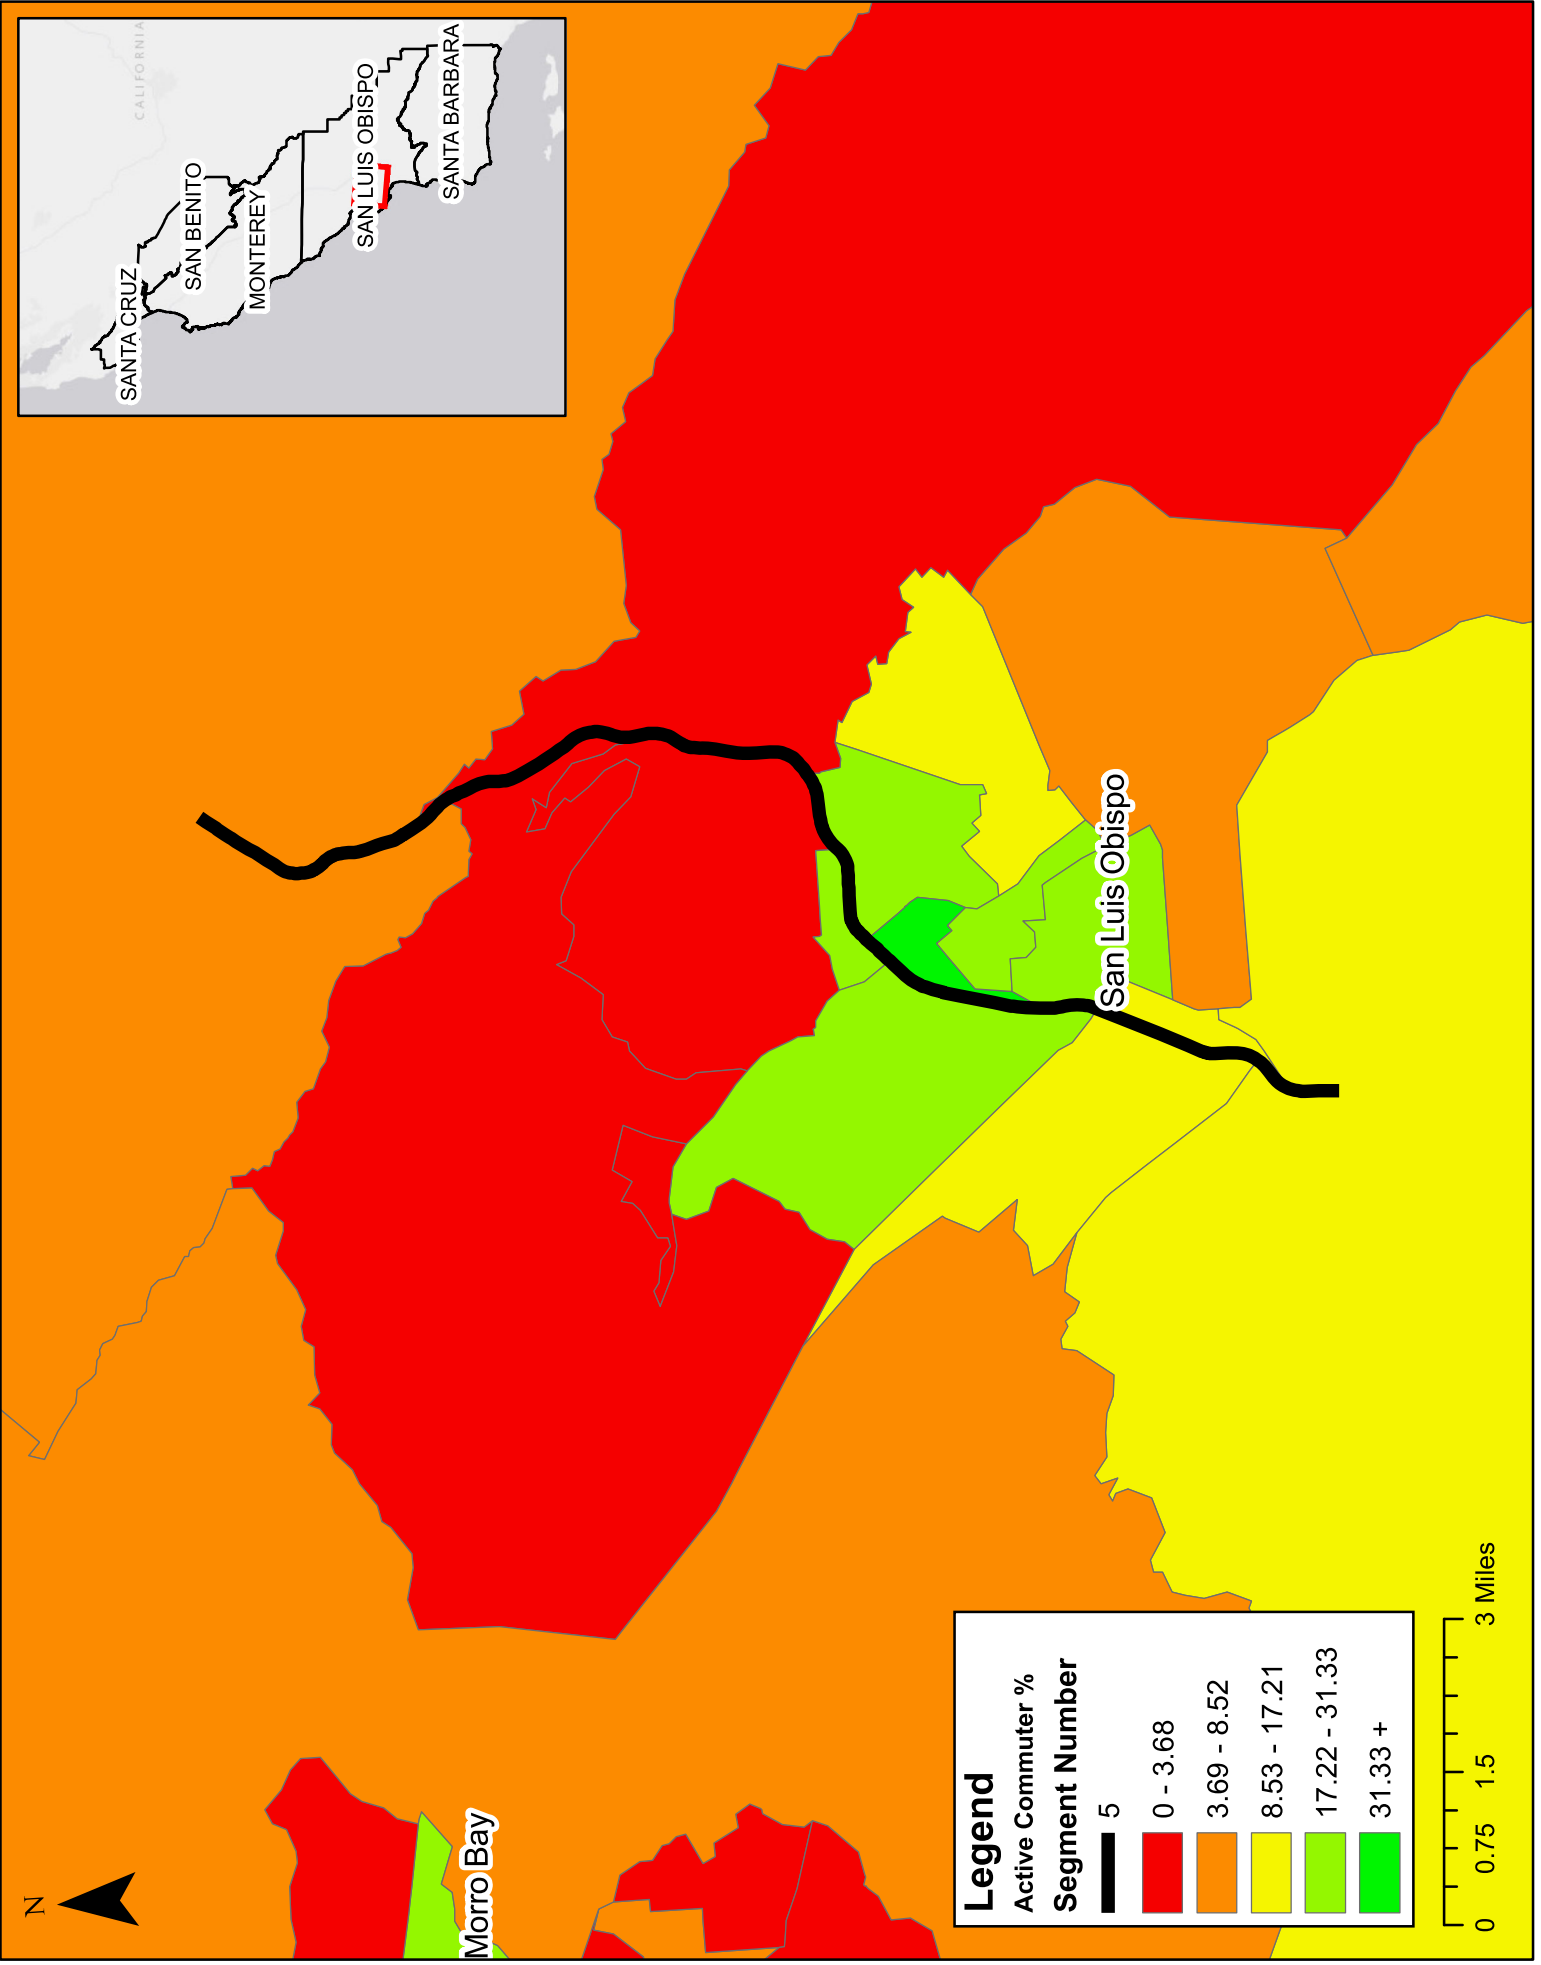 N
CALIFORNIA
SANTA CRUZ
SAN BENITO
MONTEREY
SAN LUIS OBISPO
SANTA BARBARA
Morro Bay
San Luis Obispo
Legend
Active Commuter %
Segment Number
5
0 - 3.68
3.69 - 8.52
8.53 - 17.21
17.22 - 31.33
31.33 +
0 0.75 1.5 3 Miles